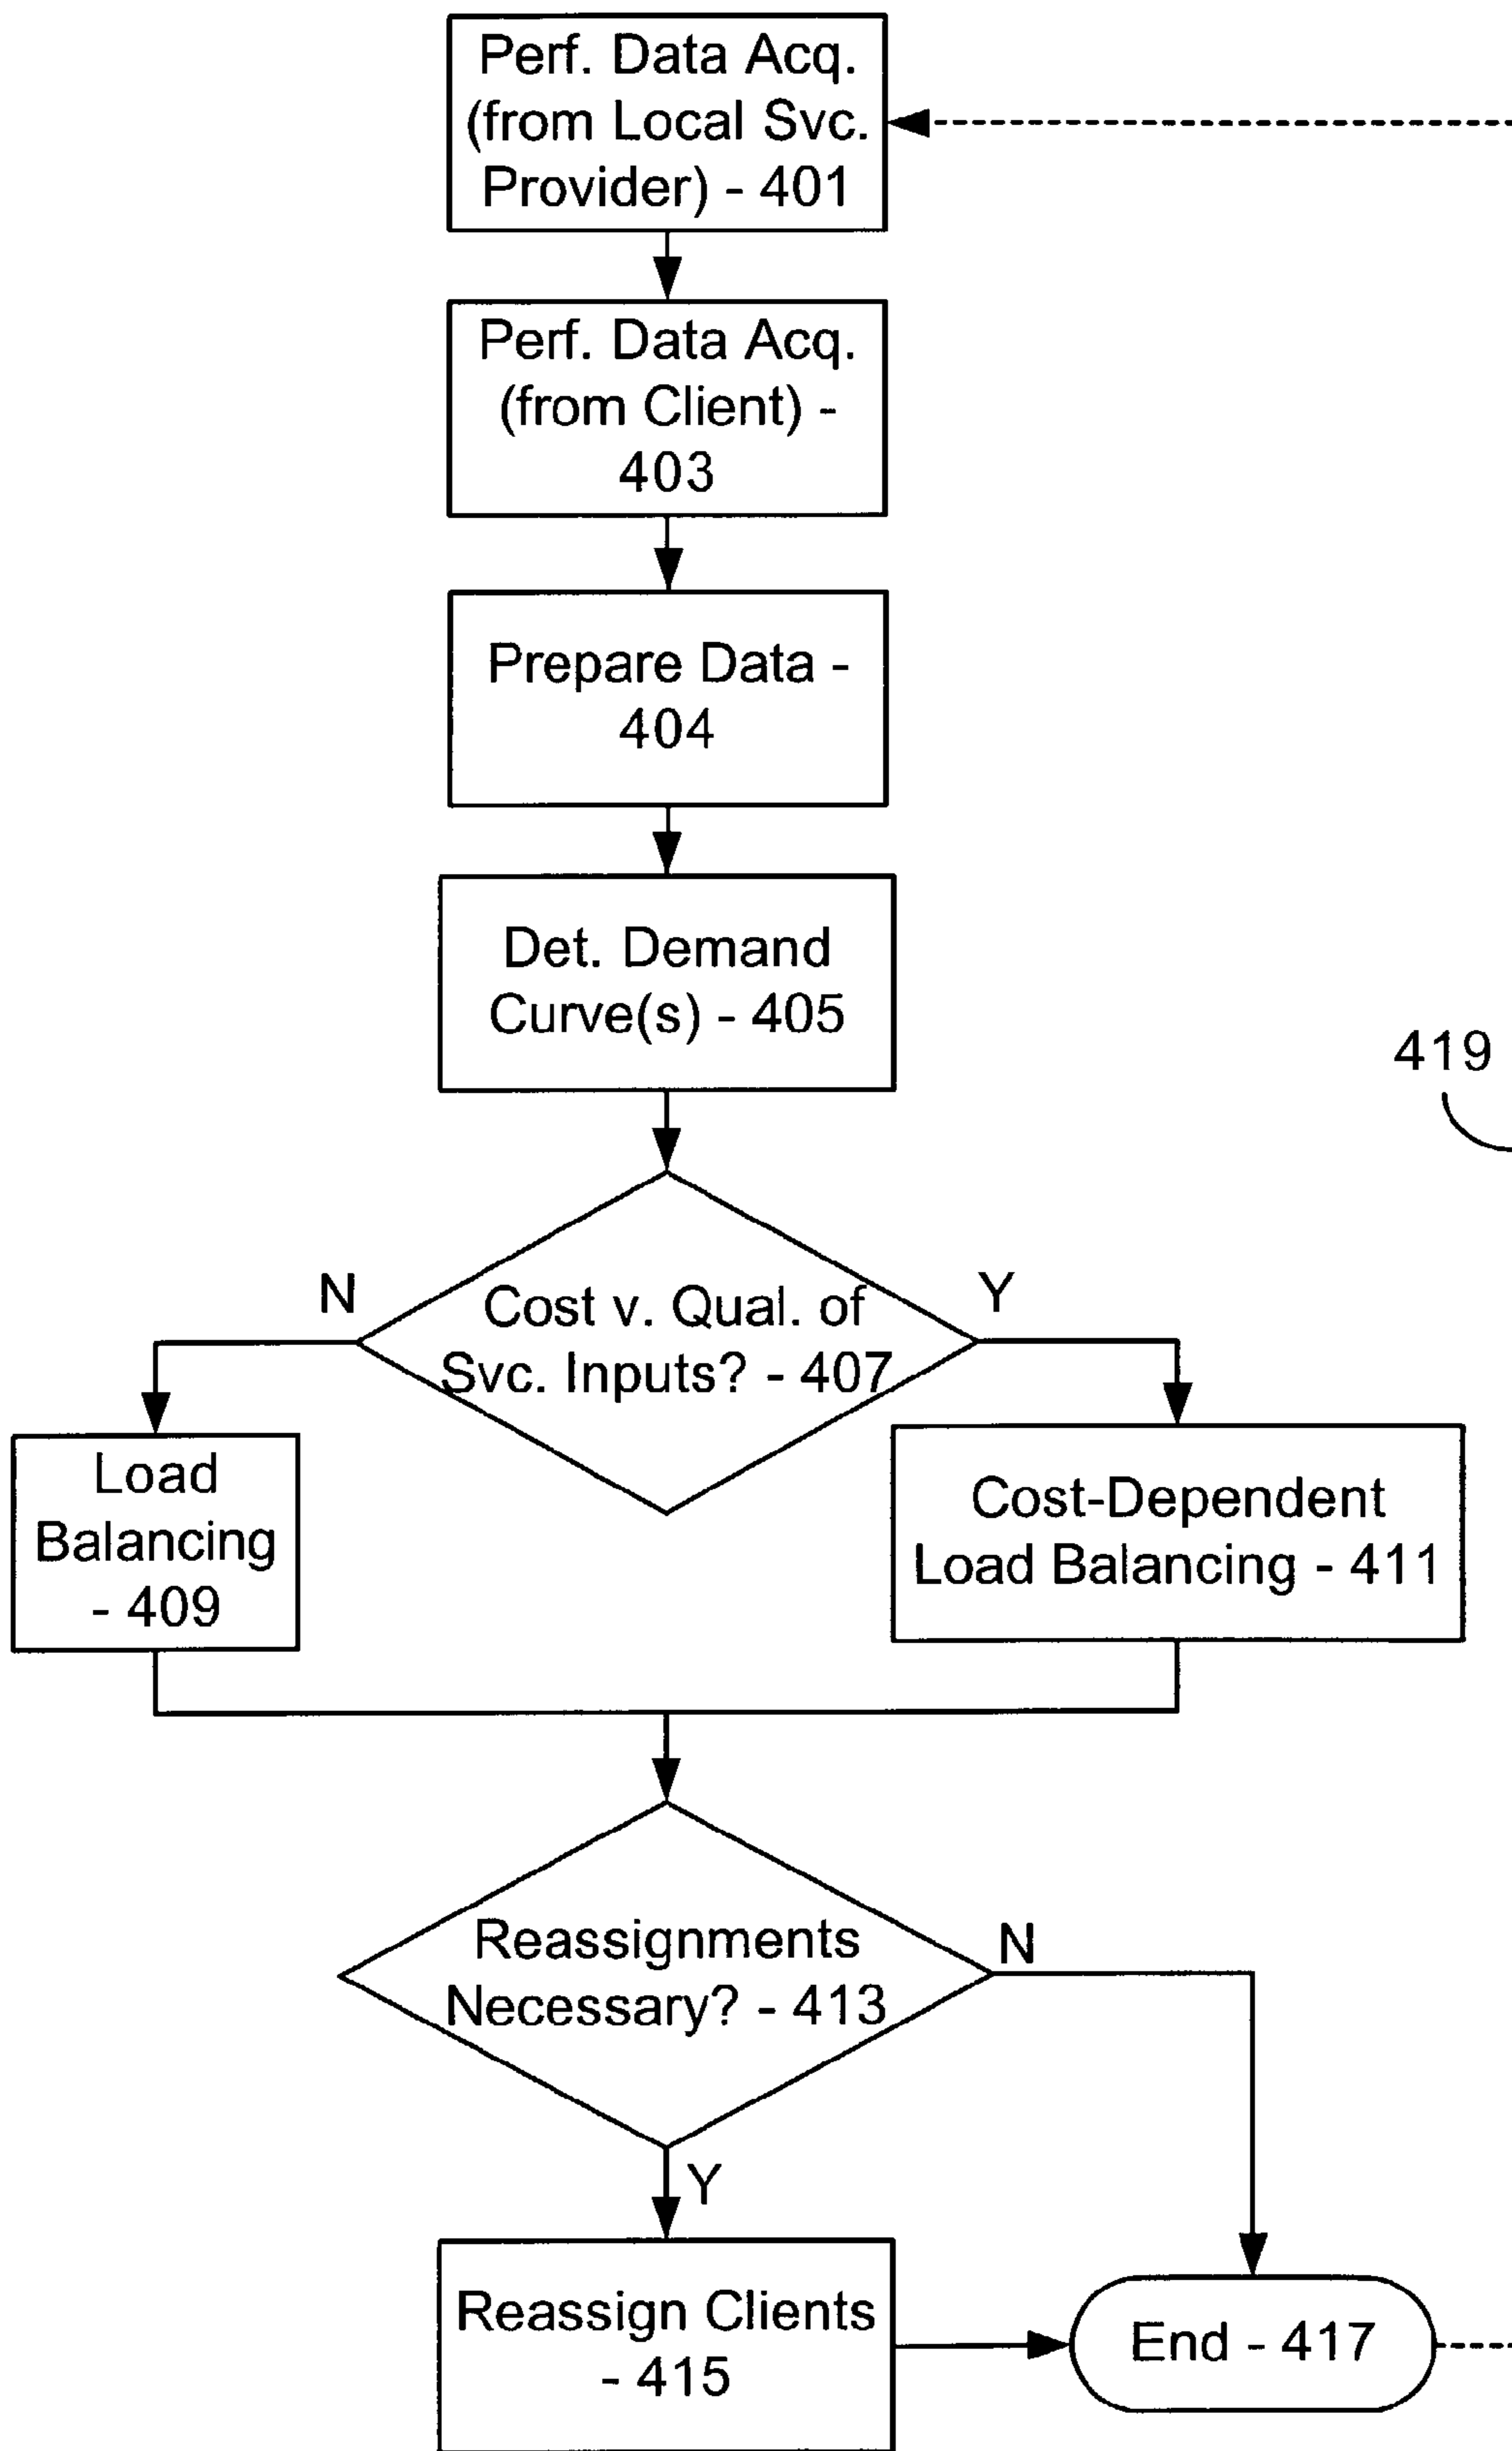 Perf. Data Acq.
(from Local Svc.
Provider) - 401
Perf. Data Acq.
(from Client) -
403
Prepare Data -
404
Det. Demand
Curve(s) - 405
419
N
Y
Cost v. Qual. of
Svc. Inputs? - 407
Load
Balancing
- 409
Cost-Dependent
Load Balancing - 411
Reassignments
Necessary? - 413
N
Y
Reassign Clients
- 415
End - 417